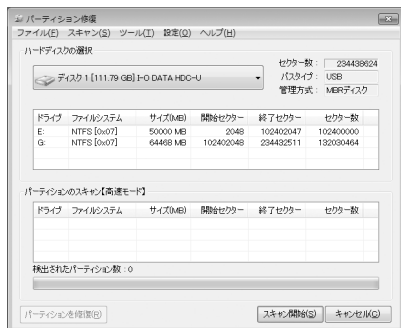 パーティション修復
ファイル(F) スキャン(S) ツール(T) 設定(O) ヘルプ(H)
ハードディスクの選択
ディスク 1 [111.79 GB] I-O DATA HDC-U
セクター数: 234438624
バスタイプ: USB
管理方式: MBRディスク
ドライブ ファイルシステム サイズ(MB) 開始セクター 終了セクター セクター数
E: NTFS [0x07] 50000 MB 2048 102402047 102400000
G: NTFS [0x07] 64468 MB 102402048 234432511 132030464
パーティションのスキャン【高速モード】
ドライブ ファイルシステム サイズ(MB) 開始セクター 終了セクター セクター数
検出されたパーティション数:0
パーティションを修復(R) スキャン開始(S) キャンセル(C)